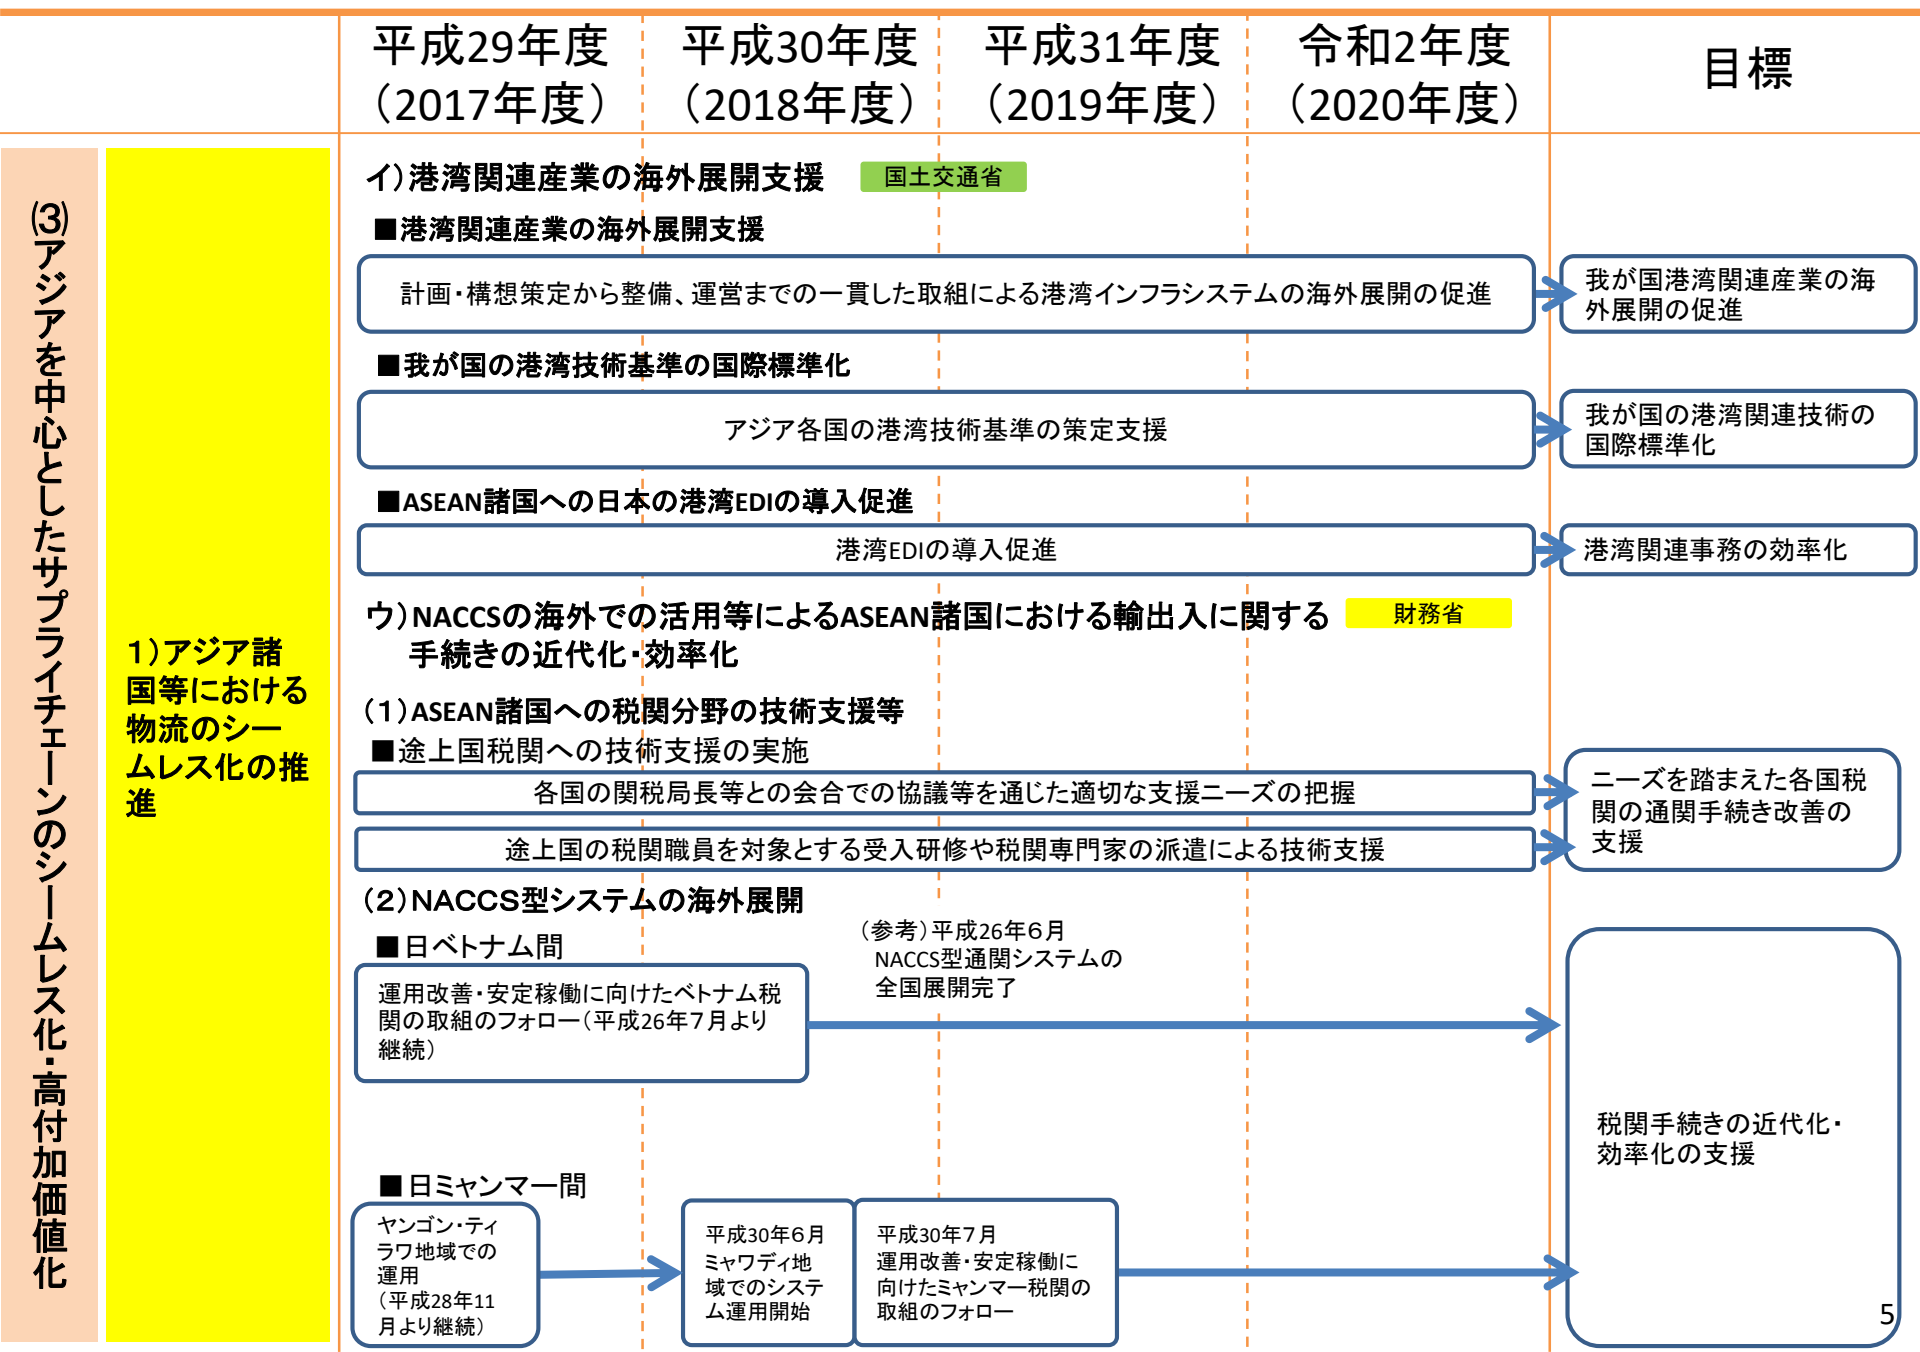 平成29年度
（2017年度）
平成30年度
（2018年度）
平成31年度
（2019年度）
令和2年度
（2020年度）
目標
(3)アジアを中心としたサプライチェーンのシームレス化・高付加価値化
１）アジア諸
国等における
物流のシー
ムレス化の推
進
イ）港湾関連産業の海外展開支援
国土交通省
■港湾関連産業の海外展開支援
計画・構想策定から整備、運営までの一貫した取組による港湾インフラシステムの海外展開の促進
我が国港湾関連産業の海
外展開の促進
■我が国の港湾技術基準の国際標準化
アジア各国の港湾技術基準の策定支援
我が国の港湾関連技術の
国際標準化
■ASEAN諸国への日本の港湾EDIの導入促進
港湾EDIの導入促進
港湾関連事務の効率化
ウ）NACCSの海外での活用等によるASEAN諸国における輸出入に関する
手続きの近代化・効率化
財務省
（１）ASEAN諸国への税関分野の技術支援等
■途上国税関への技術支援の実施
各国の関税局長等との会合での協議等を通じた適切な支援ニーズの把握
途上国の税関職員を対象とする受入研修や税関専門家の派遣による技術支援
ニーズを踏まえた各国税
関の通関手続き改善の
支援
（２）ＮＡＣＣＳ型システムの海外展開
■日ベトナム間
（参考）平成26年６月
NACCS型通関システムの
全国展開完了
運用改善・安定稼働に向けたベトナム税
関の取組のフォロー（平成26年７月より
継続）
■日ミャンマー間
ヤンゴン・ティ
ラワ地域での
運用
（平成28年11
月より継続）
平成30年６月
ミャワディ地
域でのシステ
ム運用開始
平成30年７月
運用改善・安定稼働に
向けたミャンマー税関の
取組のフォロー
税関手続きの近代化・
効率化の支援
5